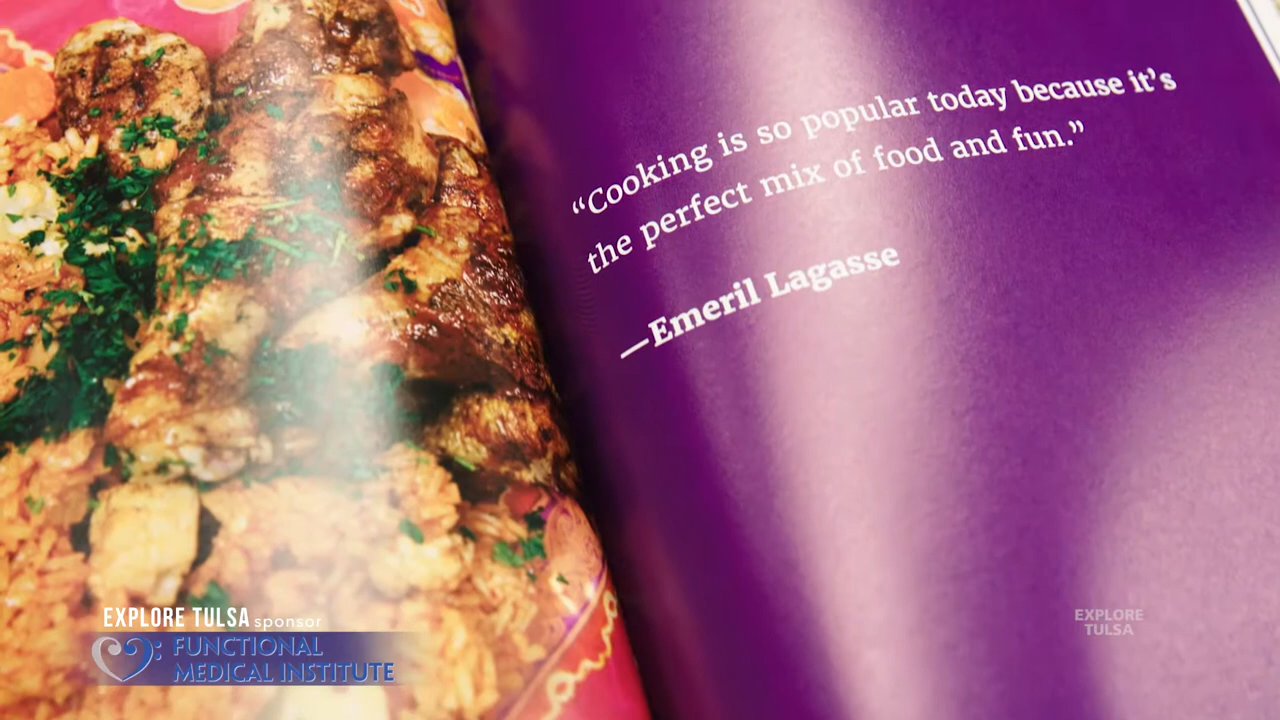 “Cooking is so popular today because it’s
the perfect mix of food and fun.”
—Emeril Lagasse
EXPLORE TULSA sponsor
FUNCTIONAL
MEDICAL INSTITUTE
EXPLORE
TULSA